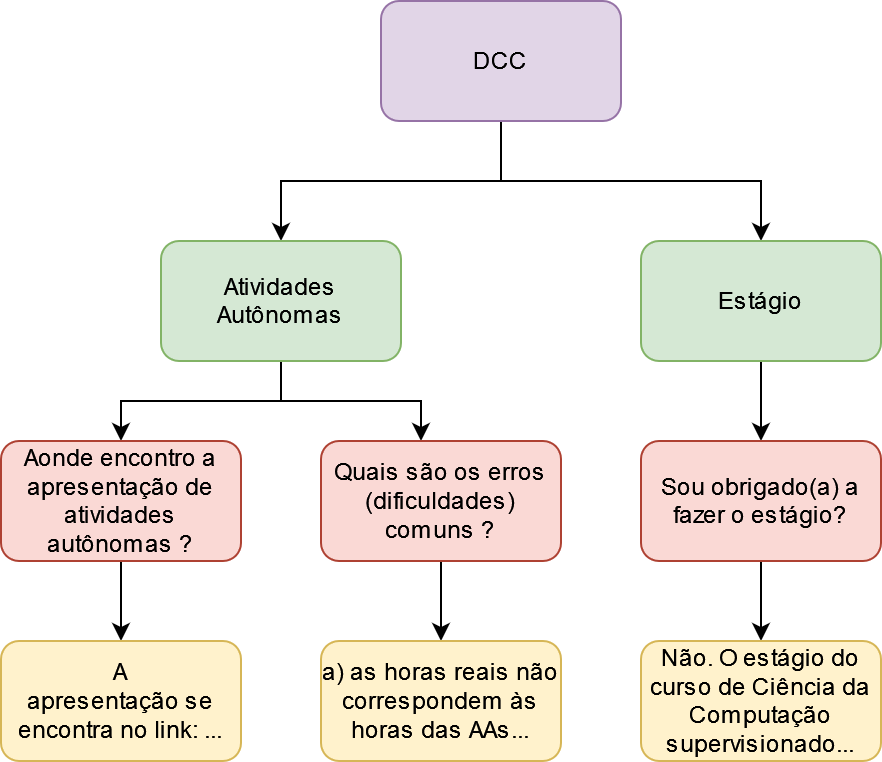 DCC
Atividades
Autônomas
Estágio
Aonde encontro a
apresentação de
atividades
autônomas ?
Quais são os erros
(dificuldades)
comuns ?
Sou obrigado(a) a
fazer o estágio?
A
apresentação se
encontra no link: ...
a) as horas reais não
correspondem às
horas das AAs...
Não. O estágio do
curso de Ciência da
Computação
supervisionado...